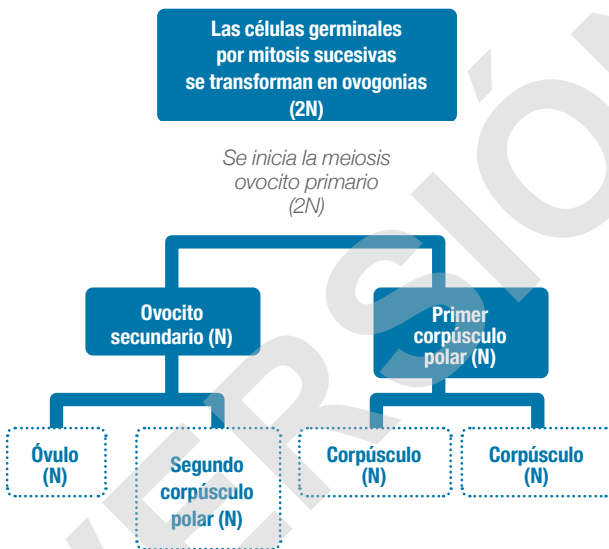 Las células germinales
por mitosis sucesivas
se transforman en ovogonias
(2N)
Se inicia la meiosis
ovocito primario
(2N)
Ovocito
secundario (N)
Primer
corpúsculo
polar (N)
Óvulo
(N)
Segundo
corpúsculo
polar (N)
Corpúsculo
(N)
Corpúsculo
(N)
VERSIÓN